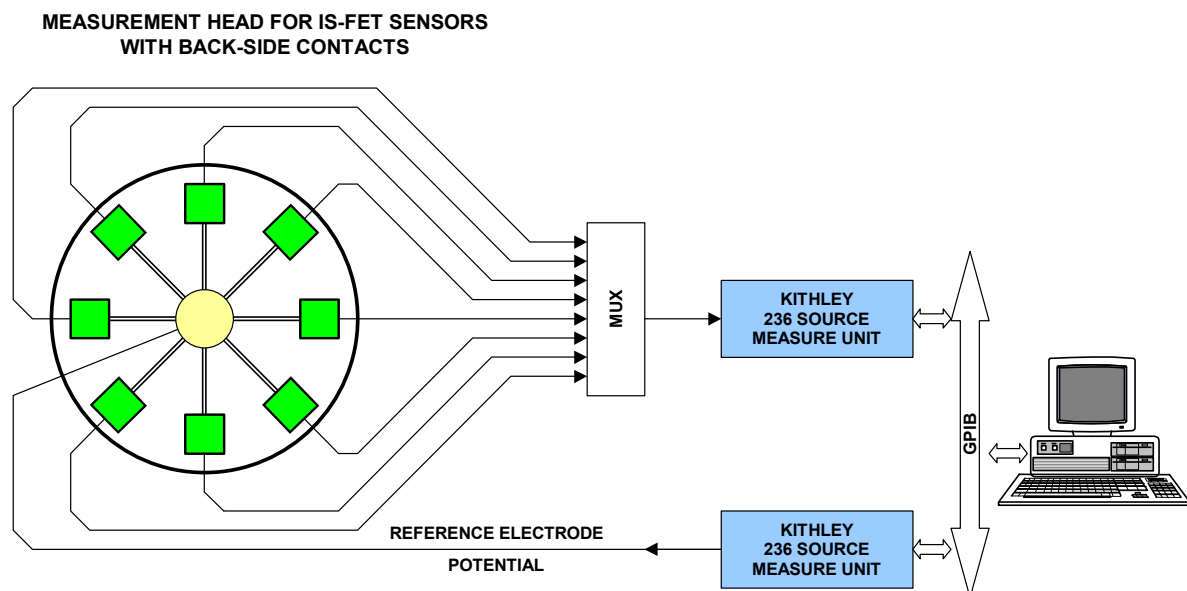 MEASUREMENT HEAD FOR IS-FET SENSORS
WITH BACK-SIDE CONTACTS
MUX
KITHLEY
236 SOURCE
MEASURE UNIT
GPIB
REFERENCE ELECTRODE
POTENTIAL
KITHLEY
236 SOURCE
MEASURE UNIT